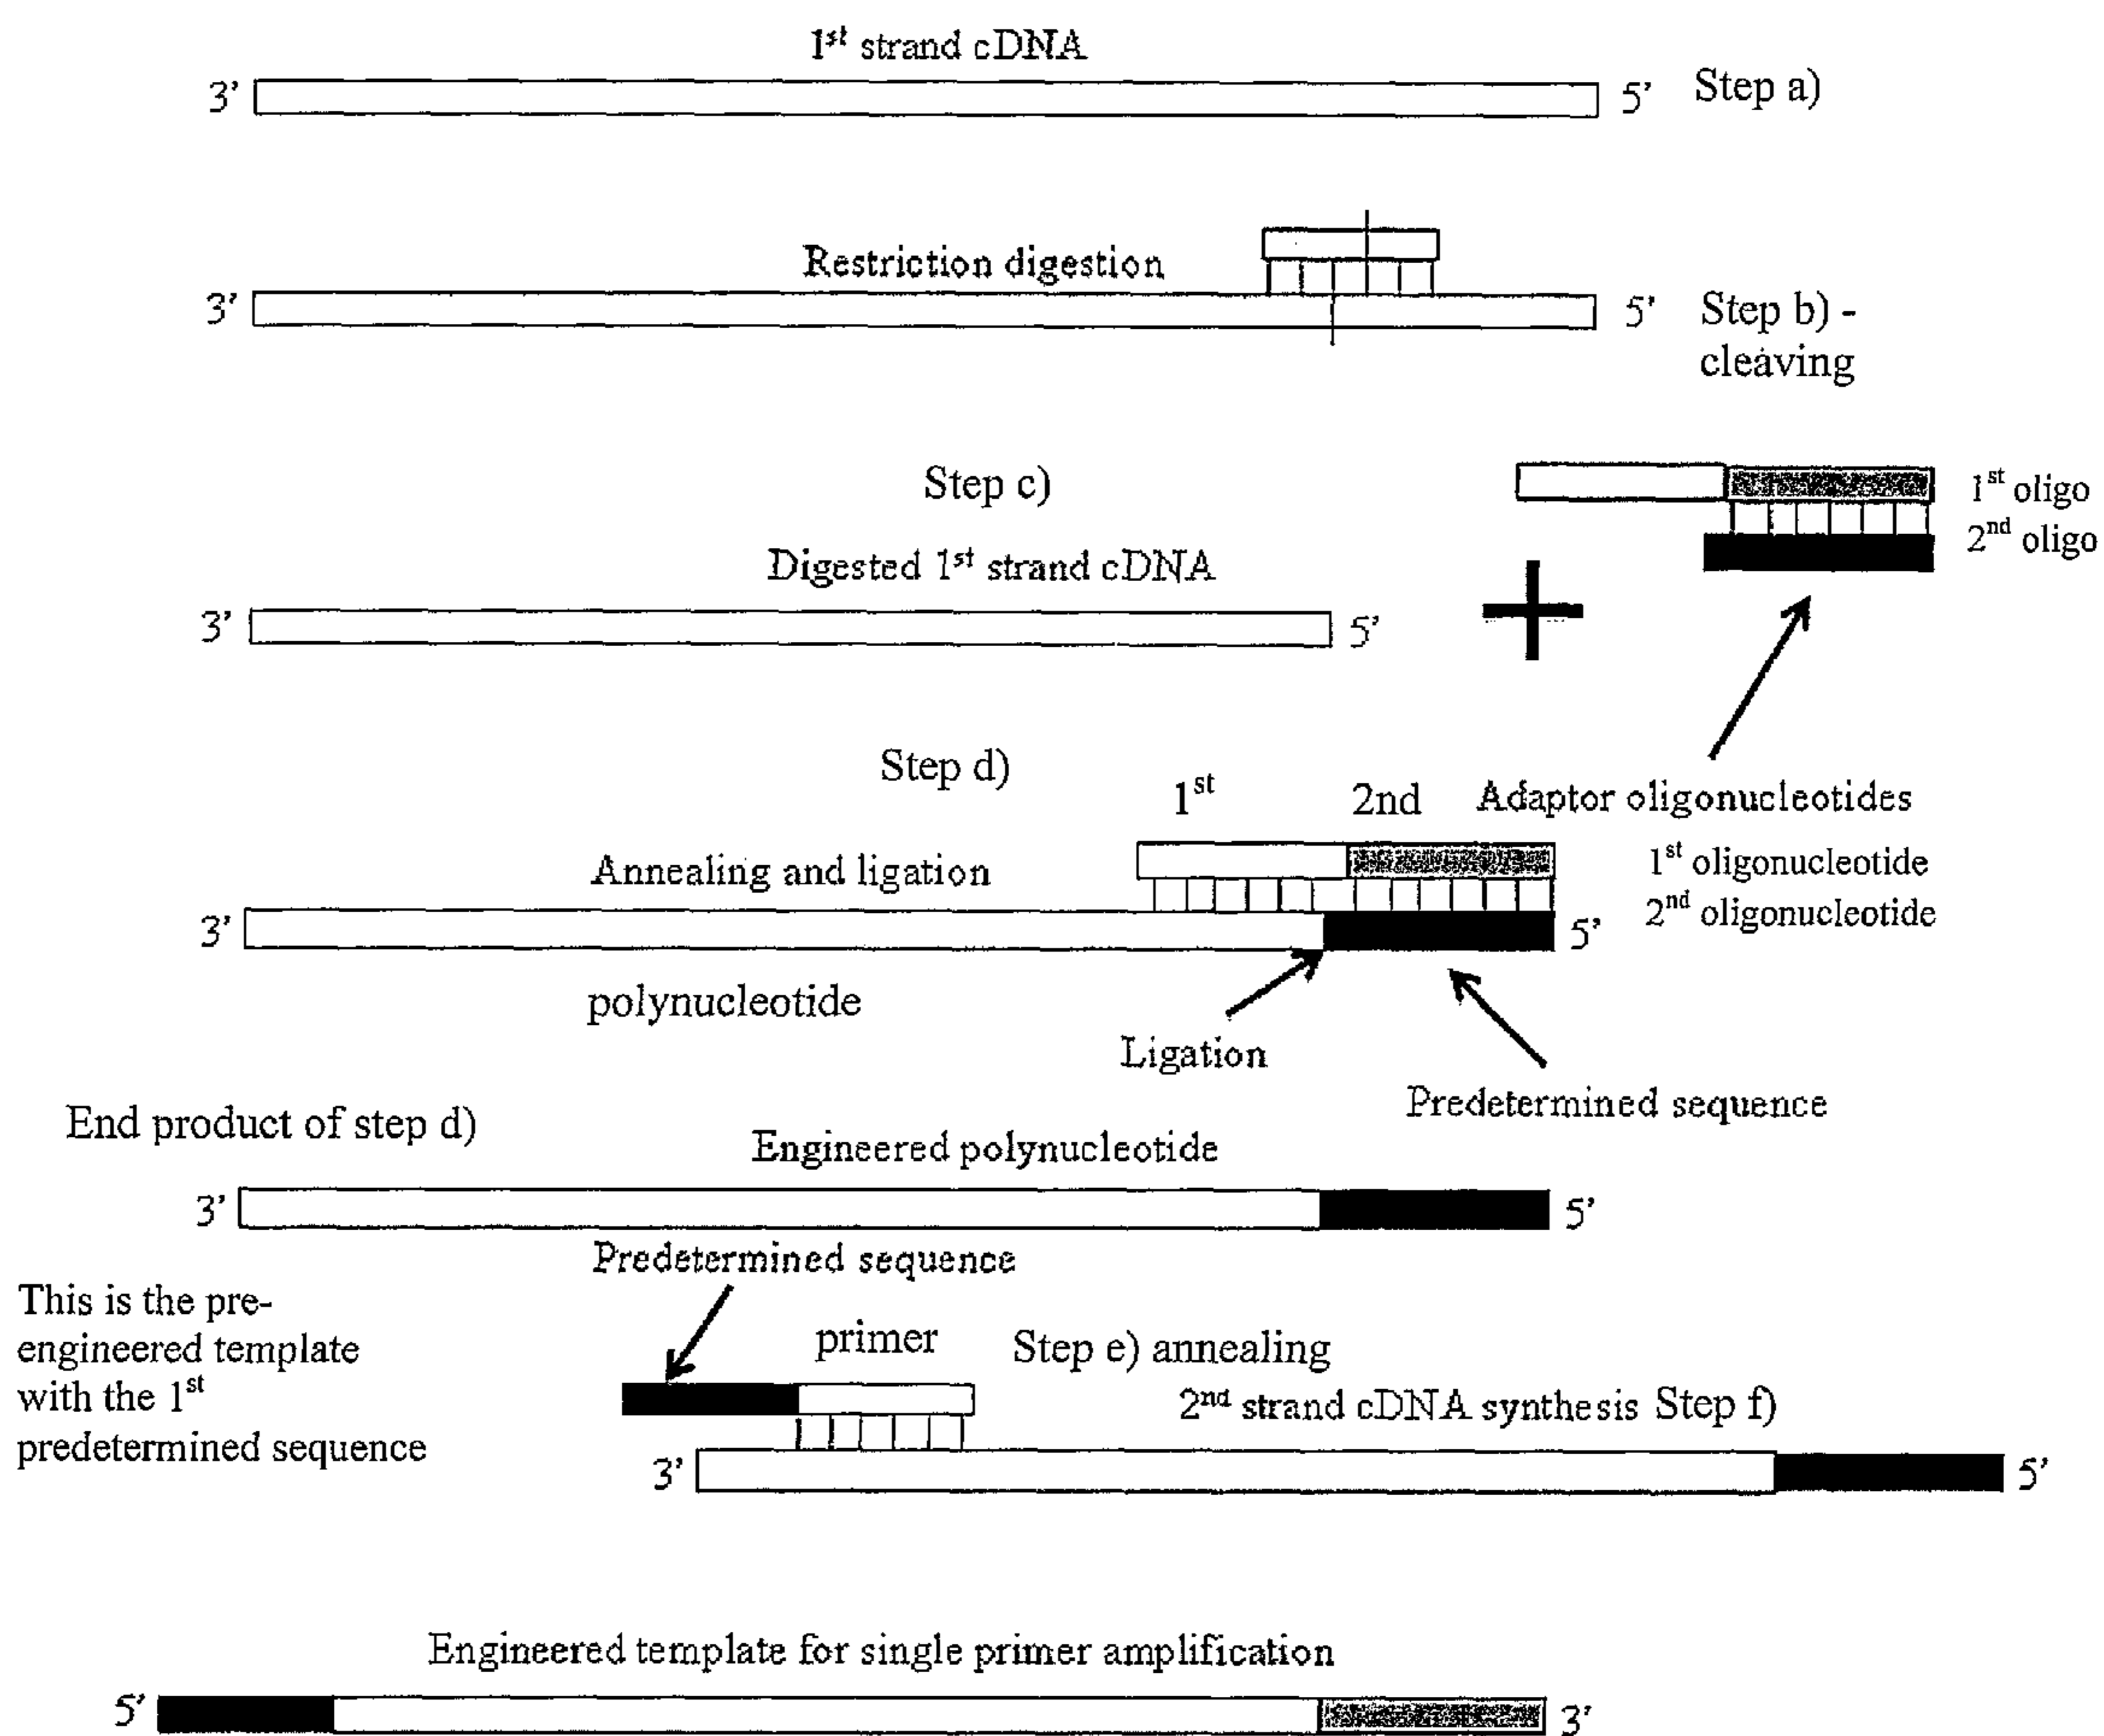 1st strand cDNA
3' 5' Step a)
Restriction digestion
3' 5' Step b) -
cleaving
Step c)
1st oligo
2nd oligo
Digested 1st strand cDNA
3' 5'
Step d)
1st 2nd
Adaptor oligonucleotides
1st oligonucleotide
2nd oligonucleotide
Annealing and ligation
3' 5'
polynucleotide
Ligation
Predetermined sequence
End product of step d)
Engineered polynucleotide
3' 5'
Predetermined sequence
This is the pre-
engineered template
with the 1st
predetermined sequence
primer
Step e) annealing
2nd strand cDNA synthesis Step f)
3' 5'
Engineered template for single primer amplification
5' 3'